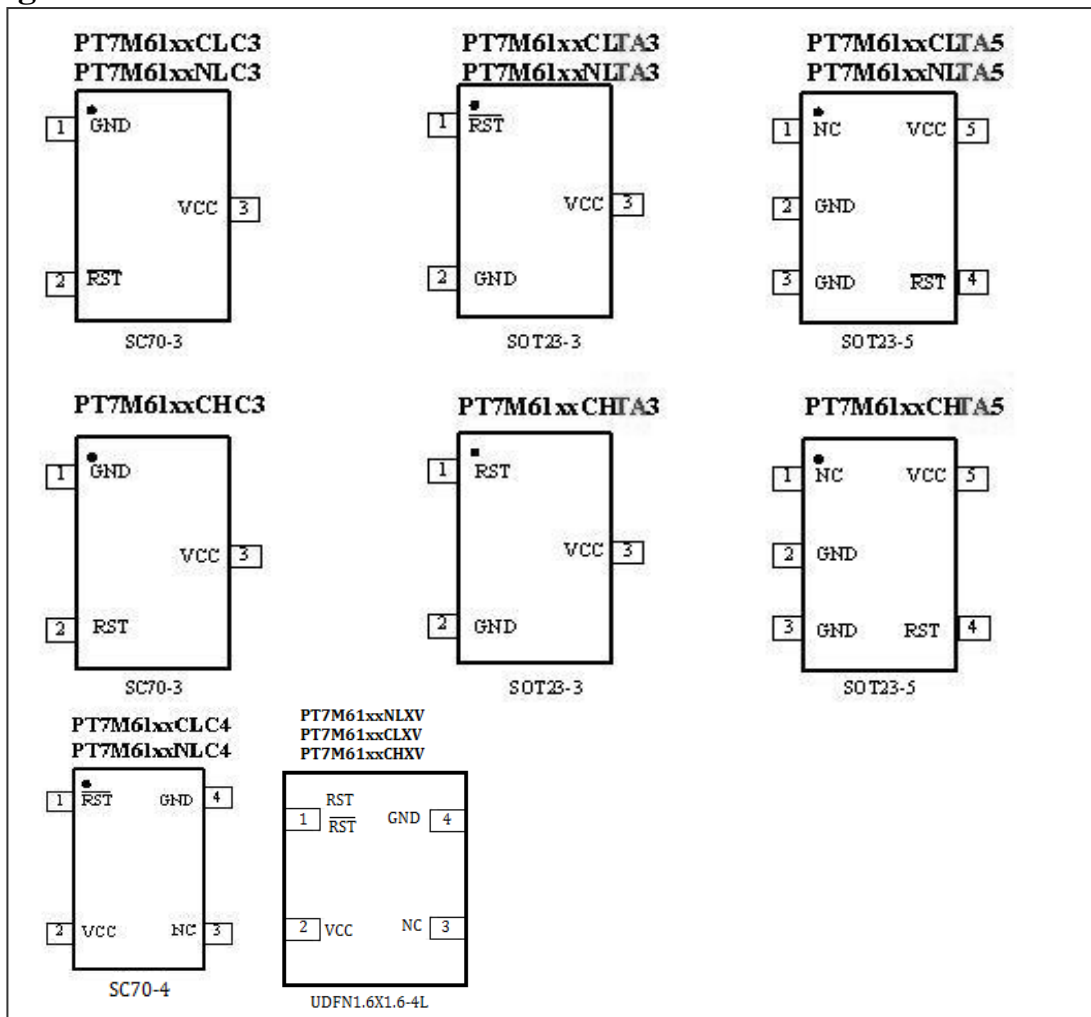 PT7M61xxCLC3
PT7M61xxNLC3
1 GND
VCC 3
2 RST
SC70-3
PT7M61xxCLTA3
PT7M61xxNLTA3
1 RST
VCC 3
2 GND
SOT23-3
PT7M61xxCLTA5
PT7M61xxNLTA5
1 NC VCC 5
2 GND
3 GND RST 4
SOT23-5
PT7M61xxCHC3
1 GND
VCC 3
2 RST
SC70-3
PT7M61xxCHTA3
1 RST
VCC 3
2 GND
SOT23-3
PT7M61xxCHTA5
1 NC VCC 5
2 GND
3 GND RST 4
SOT23-5
PT7M61xxCLC4
PT7M61xxNLC4
1 RST GND 4
2 VCC NC 3
SC70-4
PT7M61xxNLXV
PT7M61xxCLXV
PT7M61xxCHXV
RST
1 RST GND 4
2 VCC NC 3
UDFN1.6X1.6-4L